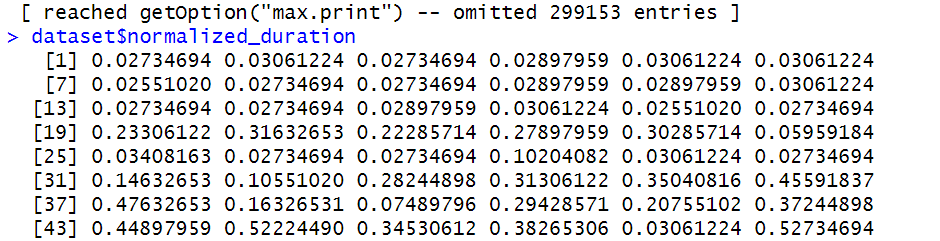 [ reached getOption("max.print") -- omitted 299153 entries ]
> dataset$normalized_duration
[1] 0.02734694 0.03061224 0.02734694 0.02897959 0.03061224 0.03061224
[7] 0.02551020 0.02734694 0.02734694 0.02897959 0.02897959 0.03061224
[13] 0.02734694 0.02734694 0.02897959 0.03061224 0.02551020 0.02734694
[19] 0.23306122 0.31632653 0.22285714 0.27897959 0.30285714 0.05959184
[25] 0.03408163 0.02734694 0.02734694 0.10204082 0.03061224 0.02734694
[31] 0.14632653 0.10551020 0.28244898 0.31306122 0.35040816 0.45591837
[37] 0.47632653 0.16326531 0.07489796 0.29428571 0.20755102 0.37244898
[43] 0.44897959 0.52224490 0.34530612 0.38265306 0.03061224 0.52734694